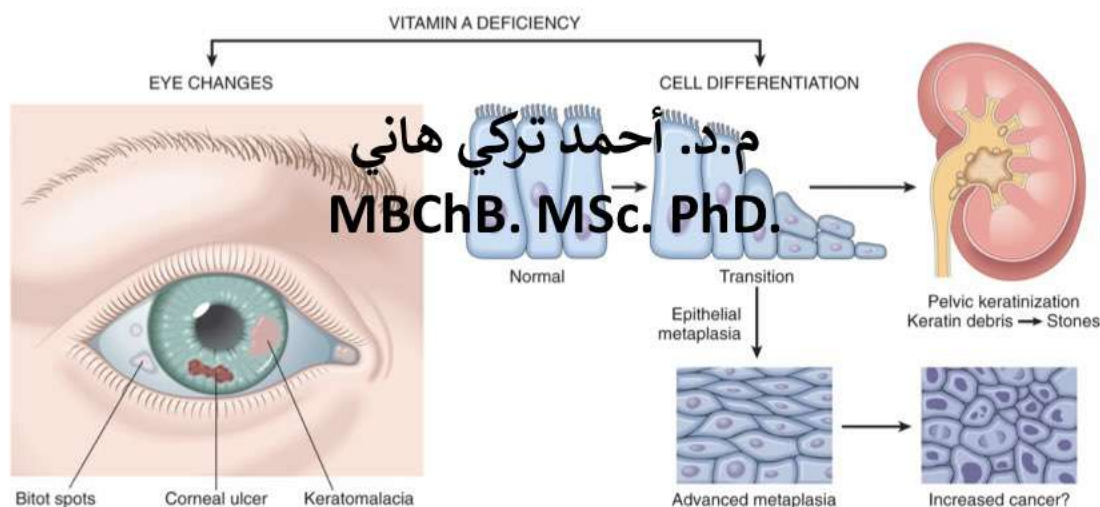 VITAMIN A DEFICIENCY
EYE CHANGES
CELL DIFFERENTIATION
م.د. أحمد تركي هاني
MBChB. MSc. PhD.
Normal
Transition
Pelvic keratinization
Keratin debris → Stones
Epithelial
metaplasia
Bitot spots
Corneal ulcer
Keratomalacia
Advanced metaplasia
Increased cancer?